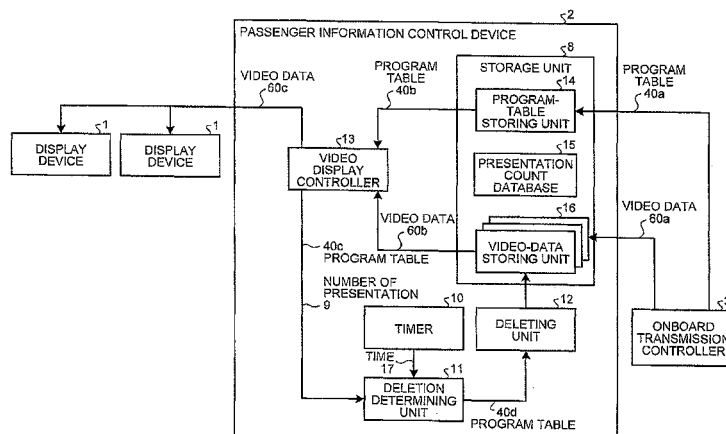 2
PASSENGER INFORMATION CONTROL DEVICE
8
STORAGE UNIT
VIDEO DATA
60c
PROGRAM
TABLE
40b
14
PROGRAM-
TABLE
STORING UNIT
PROGRAM
TABLE
40a
1
DISPLAY
DEVICE
1
DISPLAY
DEVICE
13
VIDEO
DISPLAY
CONTROLLER
15
PRESENTATION
COUNT
DATABASE
16
VIDEO-DATA
STORING UNIT
VIDEO DATA
60b
VIDEO DATA
60a
40c
PROGRAM TABLE
NUMBER OF
PRESENTATION
9
10
TIMER
12
DELETING
UNIT
ONBOARD
TRANSMISSION
CONTROLLER
TIME
17
11
DELETION
DETERMINING
UNIT
40d
PROGRAM TABLE